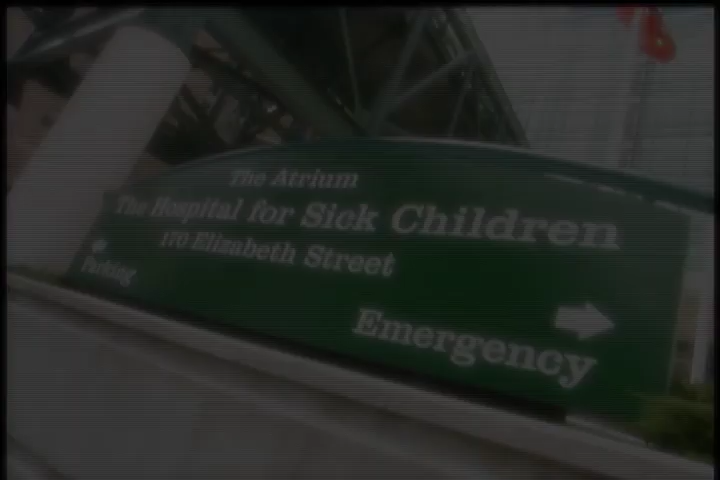 The Atrium
The Hospital for Sick Children
170 Elizabeth Street
Parking
Emergency